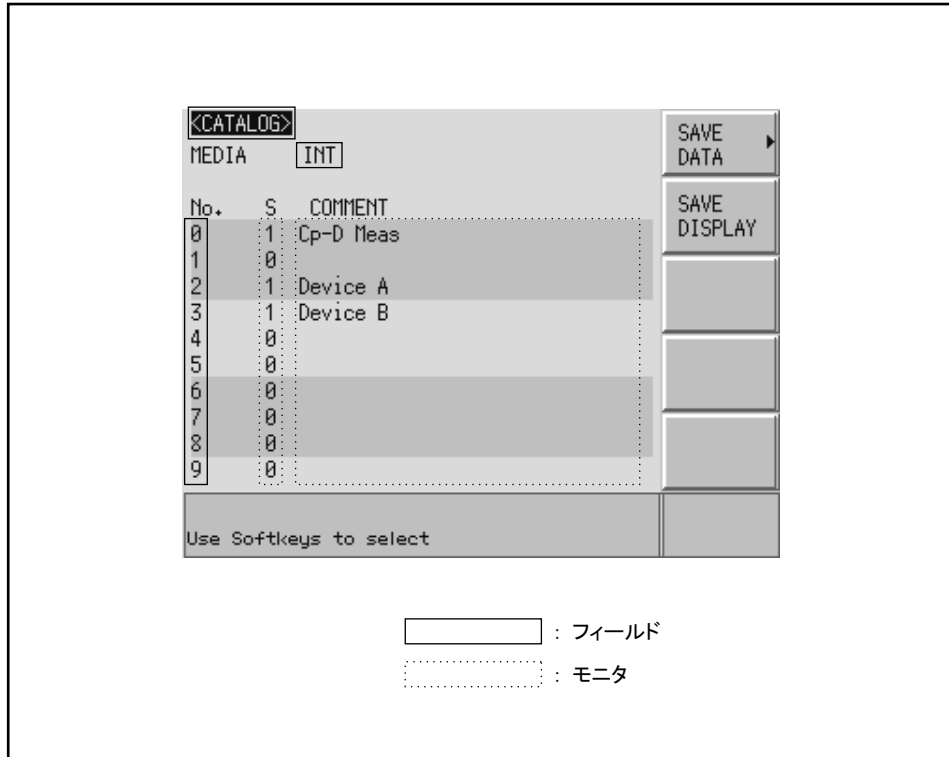 <CATALOG>
MEDIA INT
No. S COMMENT
0 1 Cp-D Meas
1 0
2 1 Device A
3 1 Device B
4 0
5 0
6 0
7 0
8 0
9 0
SAVE
DATA
SAVE
DISPLAY
Use Softkeys to select
: フィールド
: モニタ